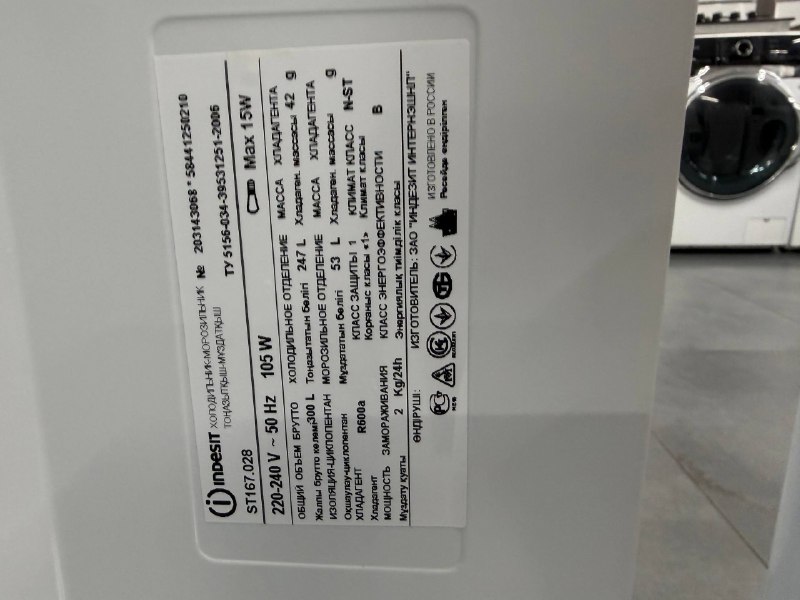 INDESIT ХОЛОДИЛЬНИК-МОРОЗИЛЬНИК № 203143068 * 58441250210
ТОҢАЗЫТҚЫШ-МҰЗДАТҚЫШ
ST167.028 ТУ 5156-034-39531251-2006
220-240 V ~ 50 Hz 105 W Max 15W
ОБЩИЙ ОБЪЕМ БРУТТО ХОЛОДИЛЬНОЕ ОТДЕЛЕНИЕ МАССА ХЛАДАГЕНТА
Жалпы брутто көлемі 300 L Тоңазытатын бөлігі 247 L Хладаген. массасы 42 g
ИЗОЛЯЦИЯ-ЦИКЛОПЕНТАН МОРОЗИЛЬНОЕ ОТДЕЛЕНИЕ МАССА ХЛАДАГЕНТА
Оқшаулау-циклопентан Мұздататын бөлігі 53 L Хладаген. массасы g
ХЛАДАГЕНТ R600a КЛАСС ЗАЩИТЫ 1 КЛИМАТ КЛАСС N-ST
Хладагент Корғаныс класы «1» Климат класы
МОЩНОСТЬ ЗАМОРАЖИВАНИЯ КЛАСС ЭНЕРГОЭФФЕКТИВНОСТИ B
Мұздату қуаты 2 Kg/24h Энергиялық тиімділік класы
ӨНДІРУШІ: ИЗГОТОВИТЕЛЬ: ЗАО "ИНДЕЗИТ ИНТЕРНЭШНЛ"
ИЗГОТОВЛЕНО В РОССИИ
Ресейде өндірілген